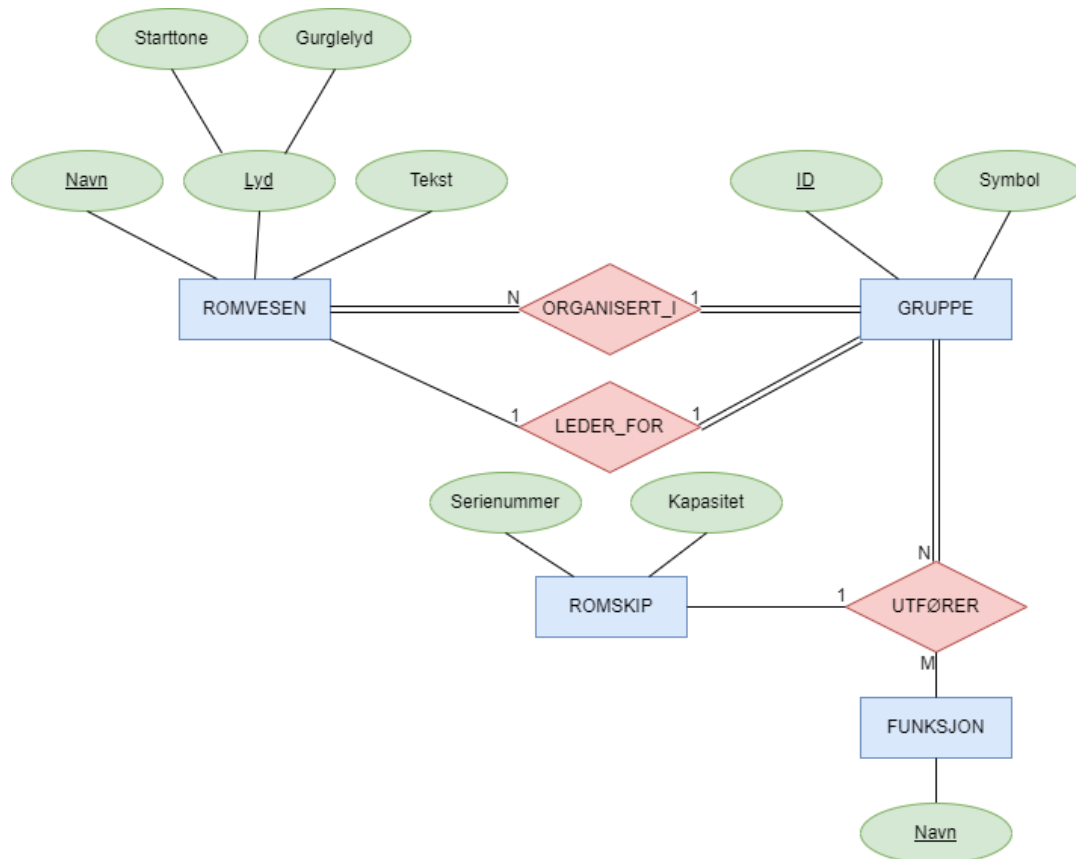 Starttone
Gurglelyd
Navn
Lyd
Tekst
ID
Symbol
ROMVESEN
N
ORGANISERT_I
1
GRUPPE
1
LEDER_FOR
1
Serienummer
Kapasitet
N
ROMSKIP
1
UTFØRER
M
FUNKSJON
Navn